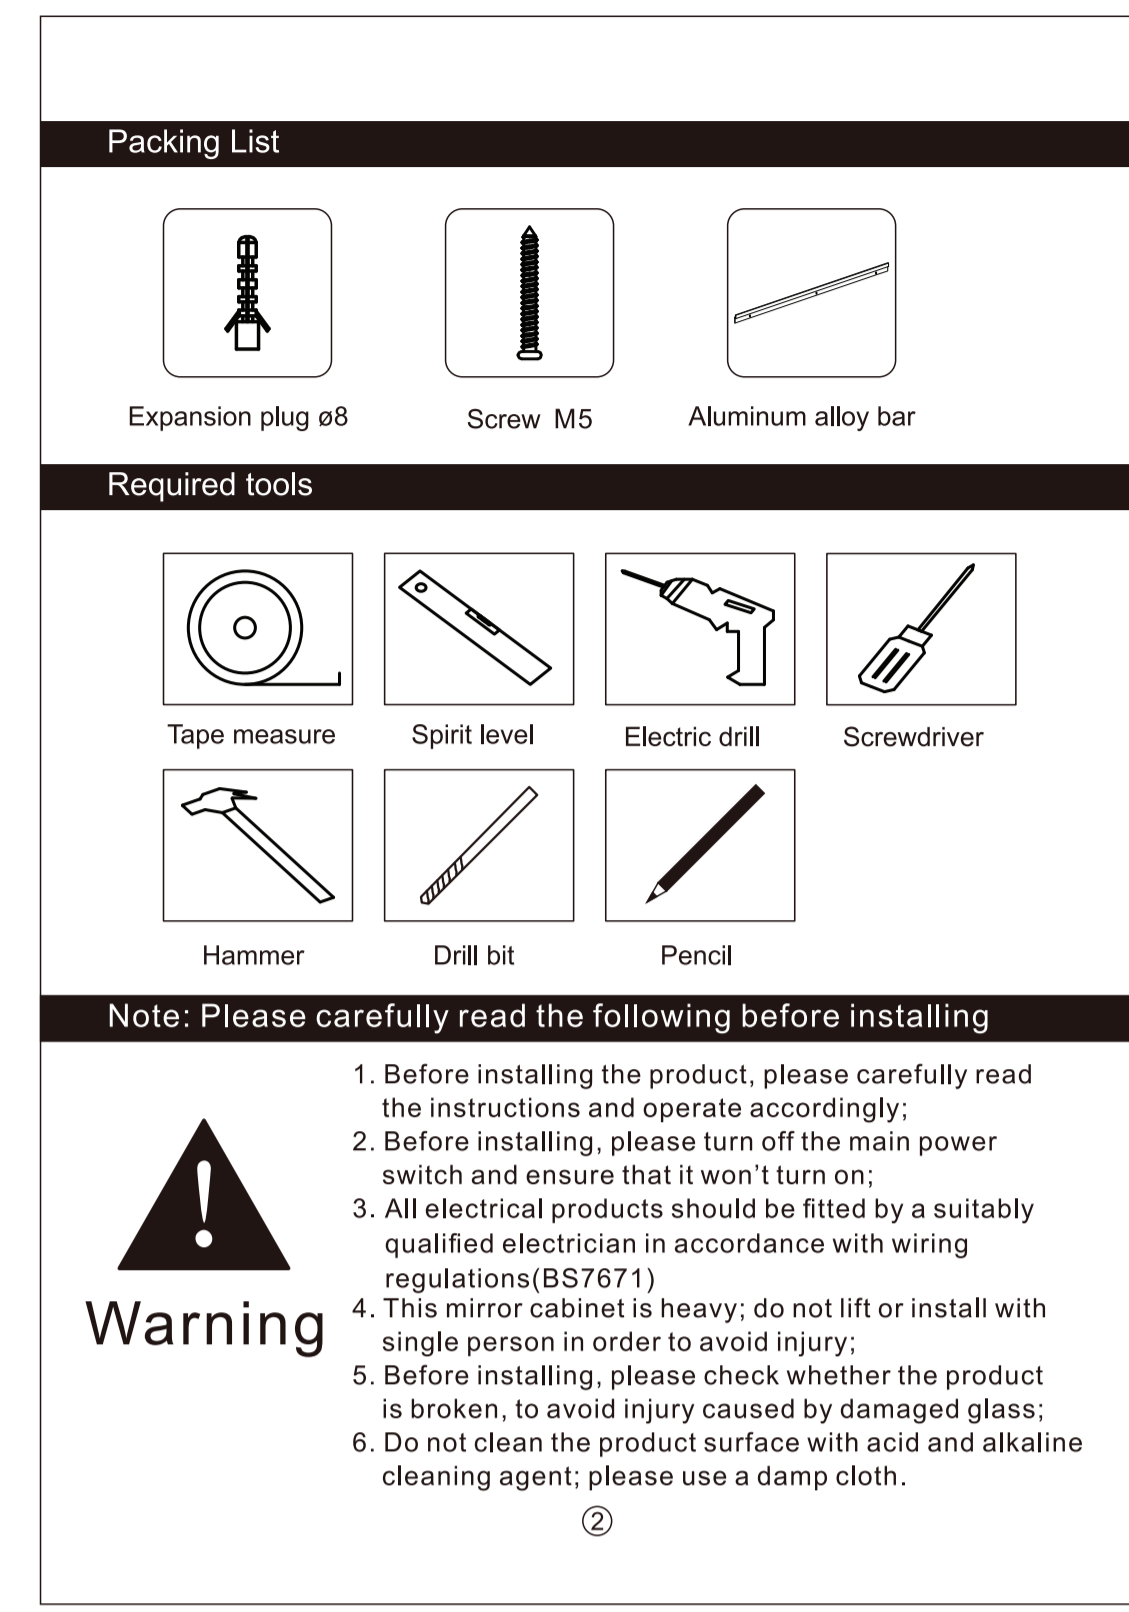 Packing List
Expansion plug ø8
Screw M5
Aluminum alloy bar
Required tools
Tape measure
Spirit level
Electric drill
Screwdriver
Hammer
Drill bit
Pencil
Note: Please carefully read the following before installing
Warning
1. Before installing the product, please carefully read
the instructions and operate accordingly;
2. Before installing, please turn off the main power
switch and ensure that it won't turn on;
3. All electrical products should be fitted by a suitably
qualified electrician in accordance with wiring
regulations(BS7671)
4. This mirror cabinet is heavy; do not lift or install with
single person in order to avoid injury;
5. Before installing, please check whether the product
is broken, to avoid injury caused by damaged glass;
6. Do not clean the product surface with acid and alkaline
cleaning agent; please use a damp cloth.
②